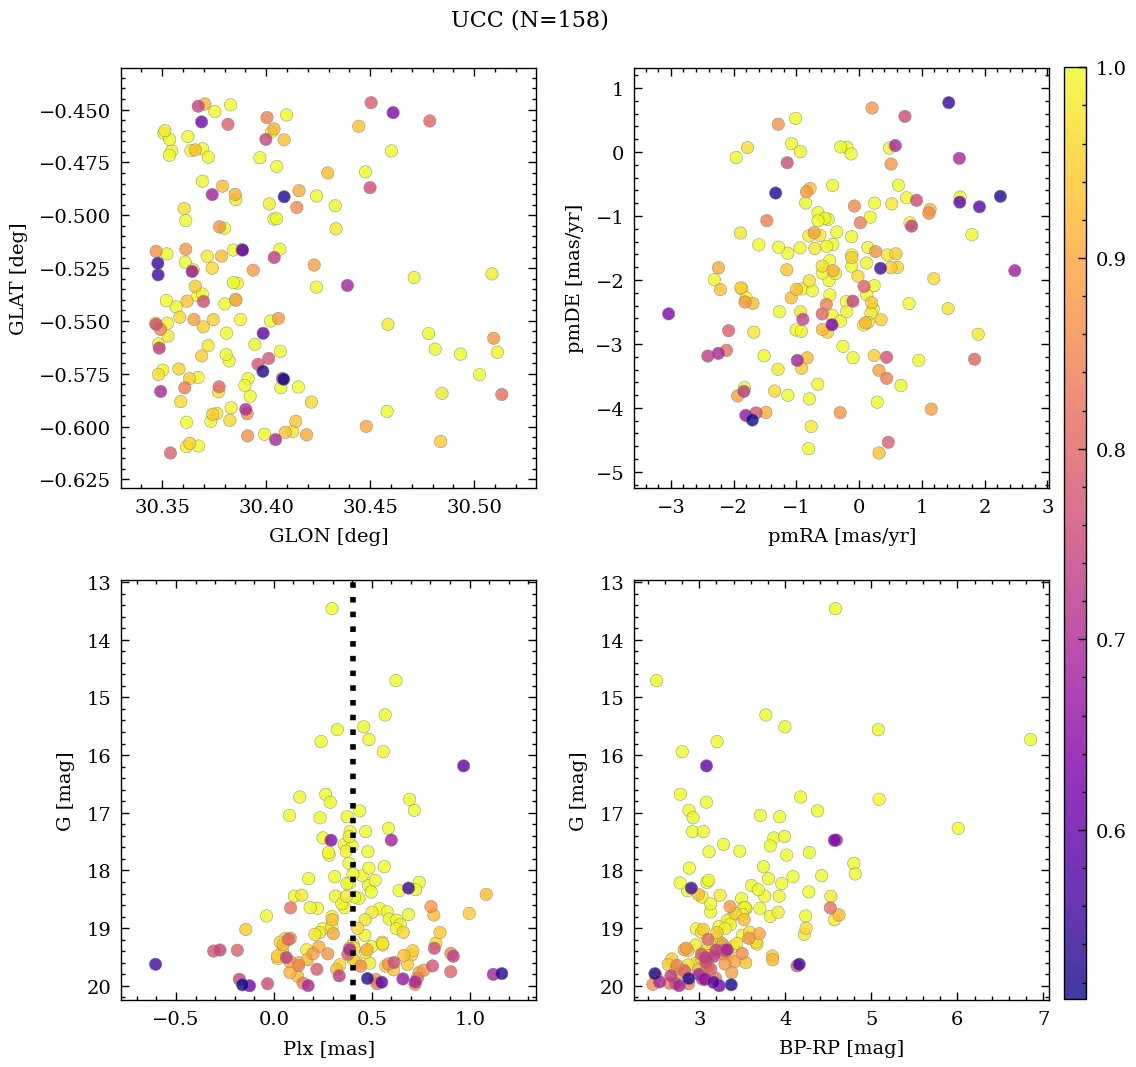 UCC (N=158)
−0.450
−0.475
−0.500
−0.525
−0.550
−0.575
−0.600
−0.625
GLAT [deg]
30.35 30.40 30.45 30.50
GLON [deg]
1
0
−1
−2
−3
−4
−5
pmDE [mas/yr]
−3 −2 −1 0 1 2 3
pmRA [mas/yr]
1.0
0.9
0.8
0.7
0.6
13
14
15
16
17
18
19
20
G [mag]
−0.5 0.0 0.5 1.0
Plx [mas]
13
14
15
16
17
18
19
20
G [mag]
3 4 5 6 7
BP-RP [mag]